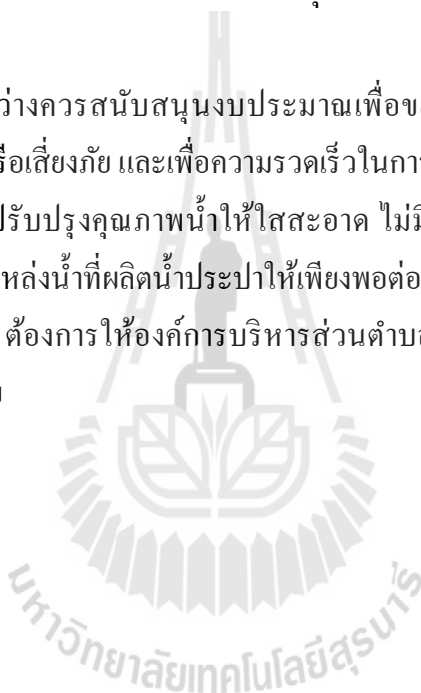 ว่างควรสนับสนุนงบประมาณเพื่อข
รือเสี่ยงภัย และเพื่อความรวดเร็วในกา
ปรับปรุงคุณภาพน้ำให้ใสสะอาด ไม่มี
หล่งน้ำที่ผลิตน้ำประปาให้เพียงพอต่อ
ต้องการให้องค์การบริหารส่วนตำบล
มหาวิทยาลัยเทคโนโลยีสุรนารี